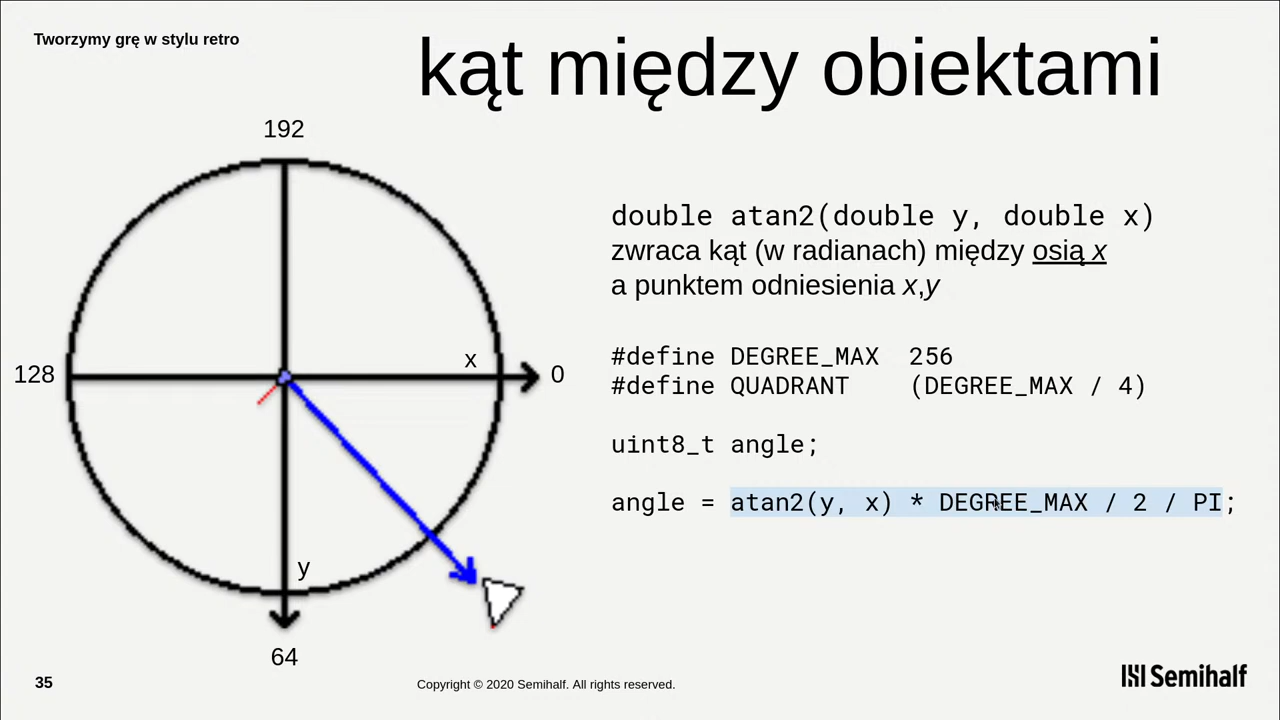 Tworzymy grę w stylu retro
kąt między obiektami
192
128
x
0
y
64
double atan2(double y, double x)
zwraca kąt (w radianach) między osią x
a punktem odniesienia x,y
#define DEGREE_MAX  256
#define QUADRANT    (DEGREE_MAX / 4)
uint8_t angle;
angle = atan2(y, x) * DEGREE_MAX / 2 / PI;
35
Copyright © 2020 Semihalf. All rights reserved.
Semihalf